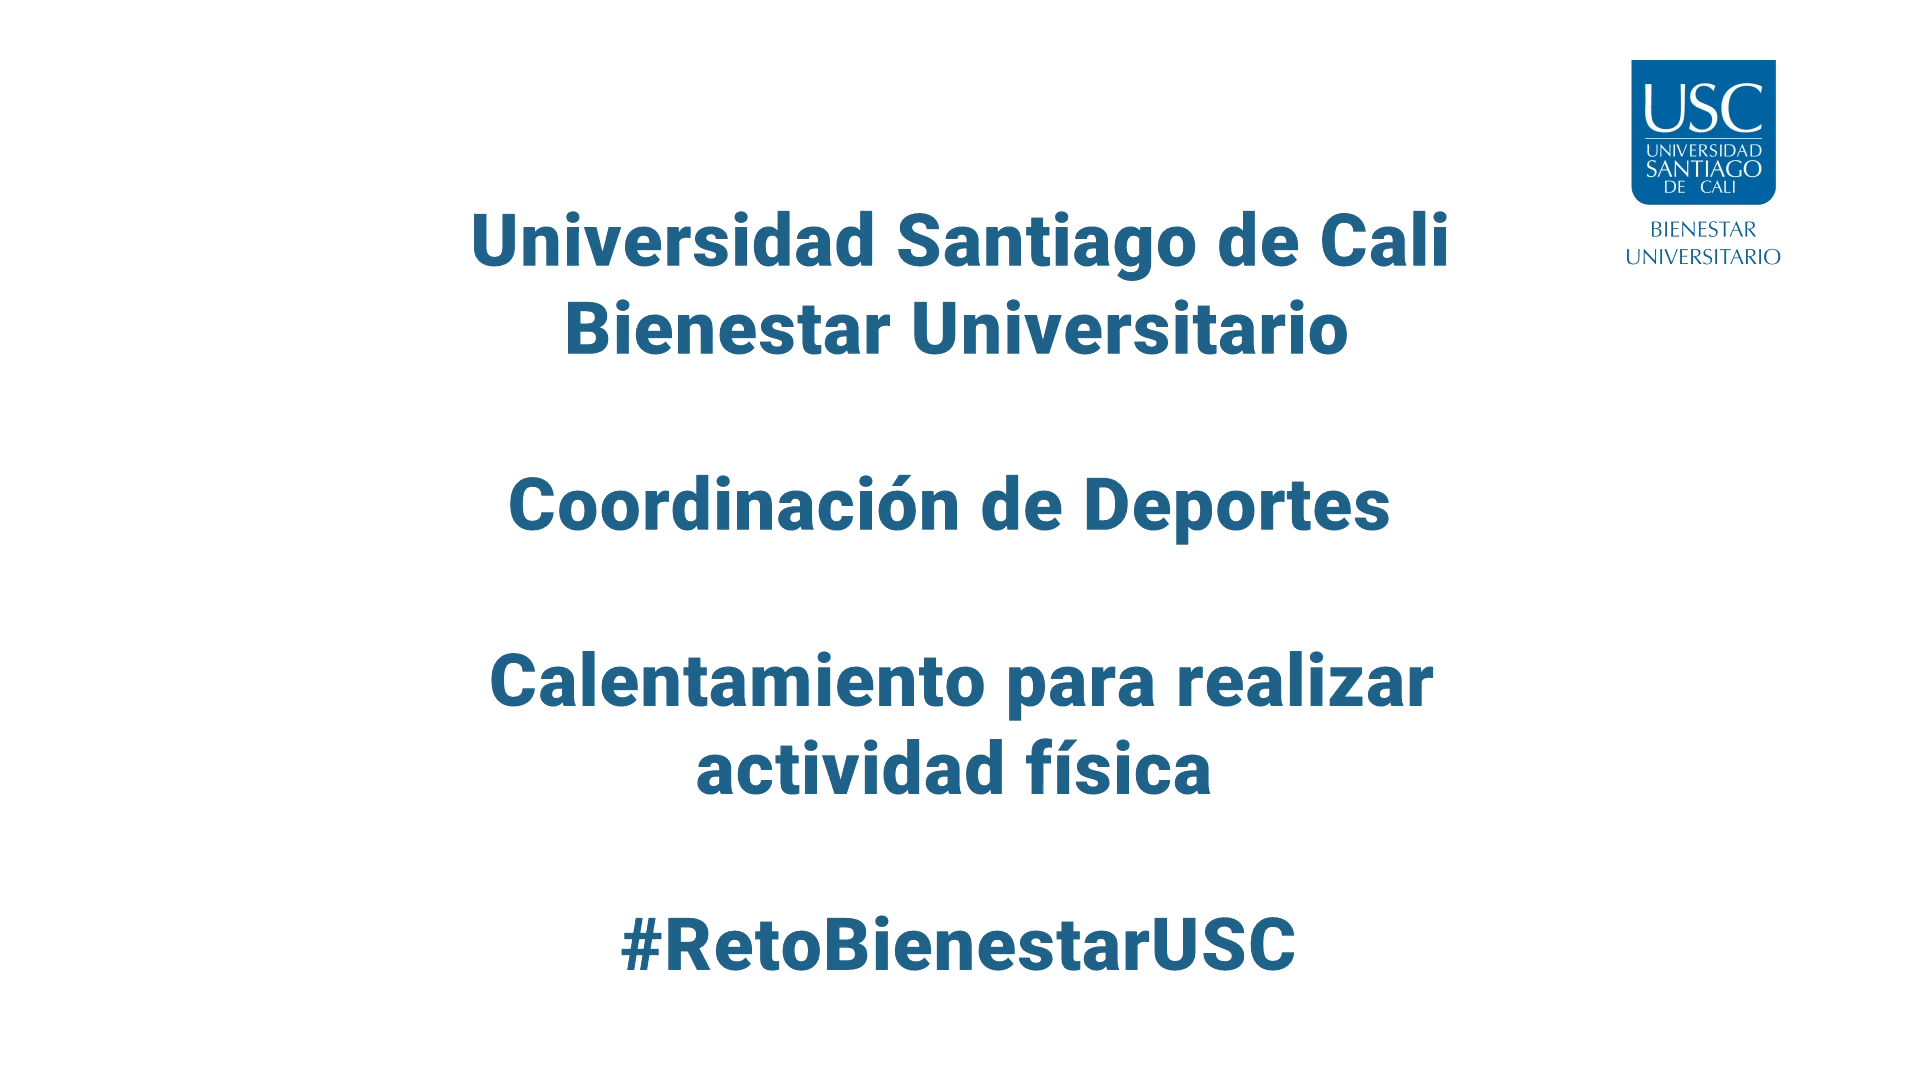 USC
UNIVERSIDAD
SANTIAGO
DE CALI
BIENESTAR
UNIVERSITARIO
Universidad Santiago de Cali
Bienestar Universitario
Coordinación de Deportes
Calentamiento para realizar
actividad física
#RetoBienestarUSC